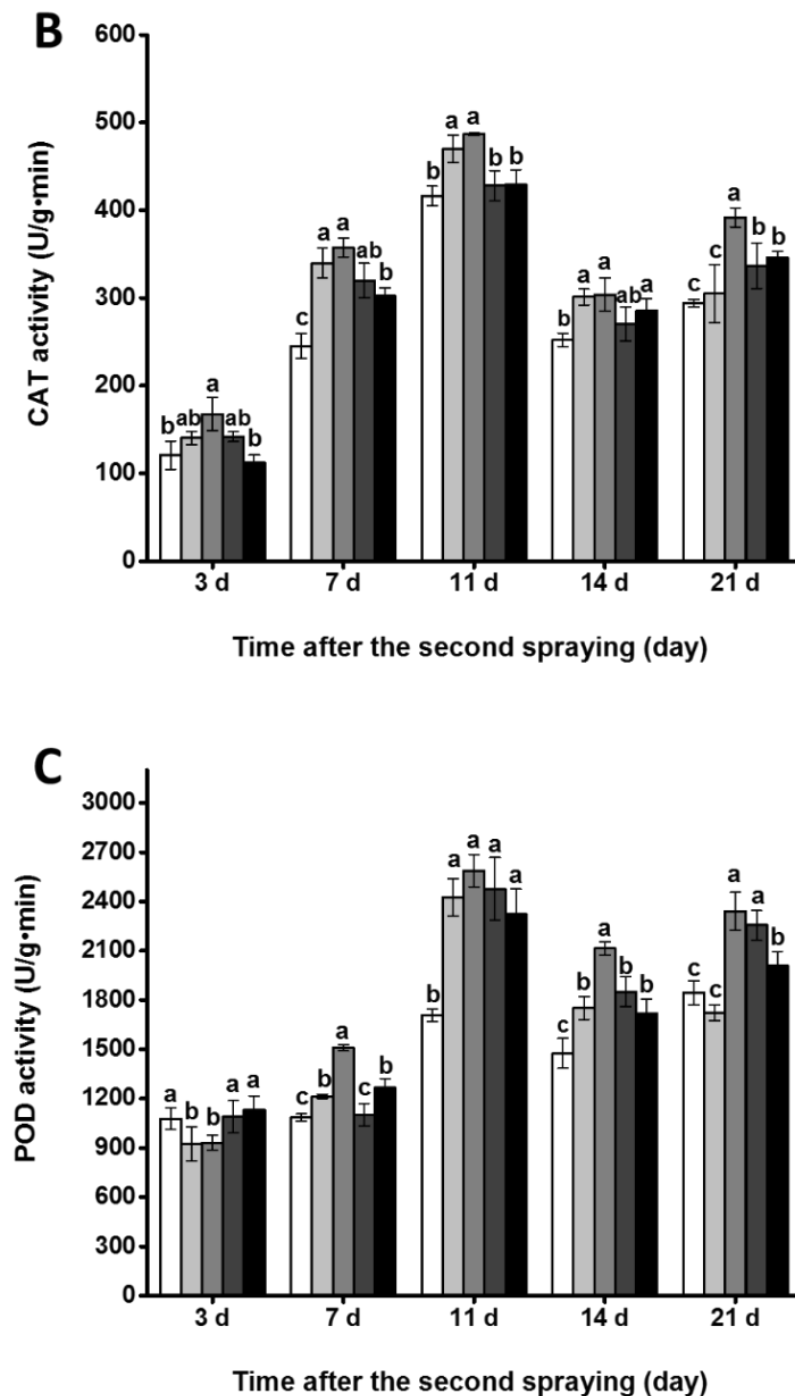 B
600
500
400
300
200
100
0
CAT activity (U/g•min)
b ab a ab b
c a a ab b
b a a b b
b a a ab a
c c a b b
3 d 7 d 11 d 14 d 21 d
Time after the second spraying (day)
C
3000
2700
2400
2100
1800
1500
1200
900
600
300
0
POD activity (U/g•min)
a b b a a
c b a c b
b a a a a
c b a b b
c c a a b
3 d 7 d 11 d 14 d 21 d
Time after the second spraying (day)